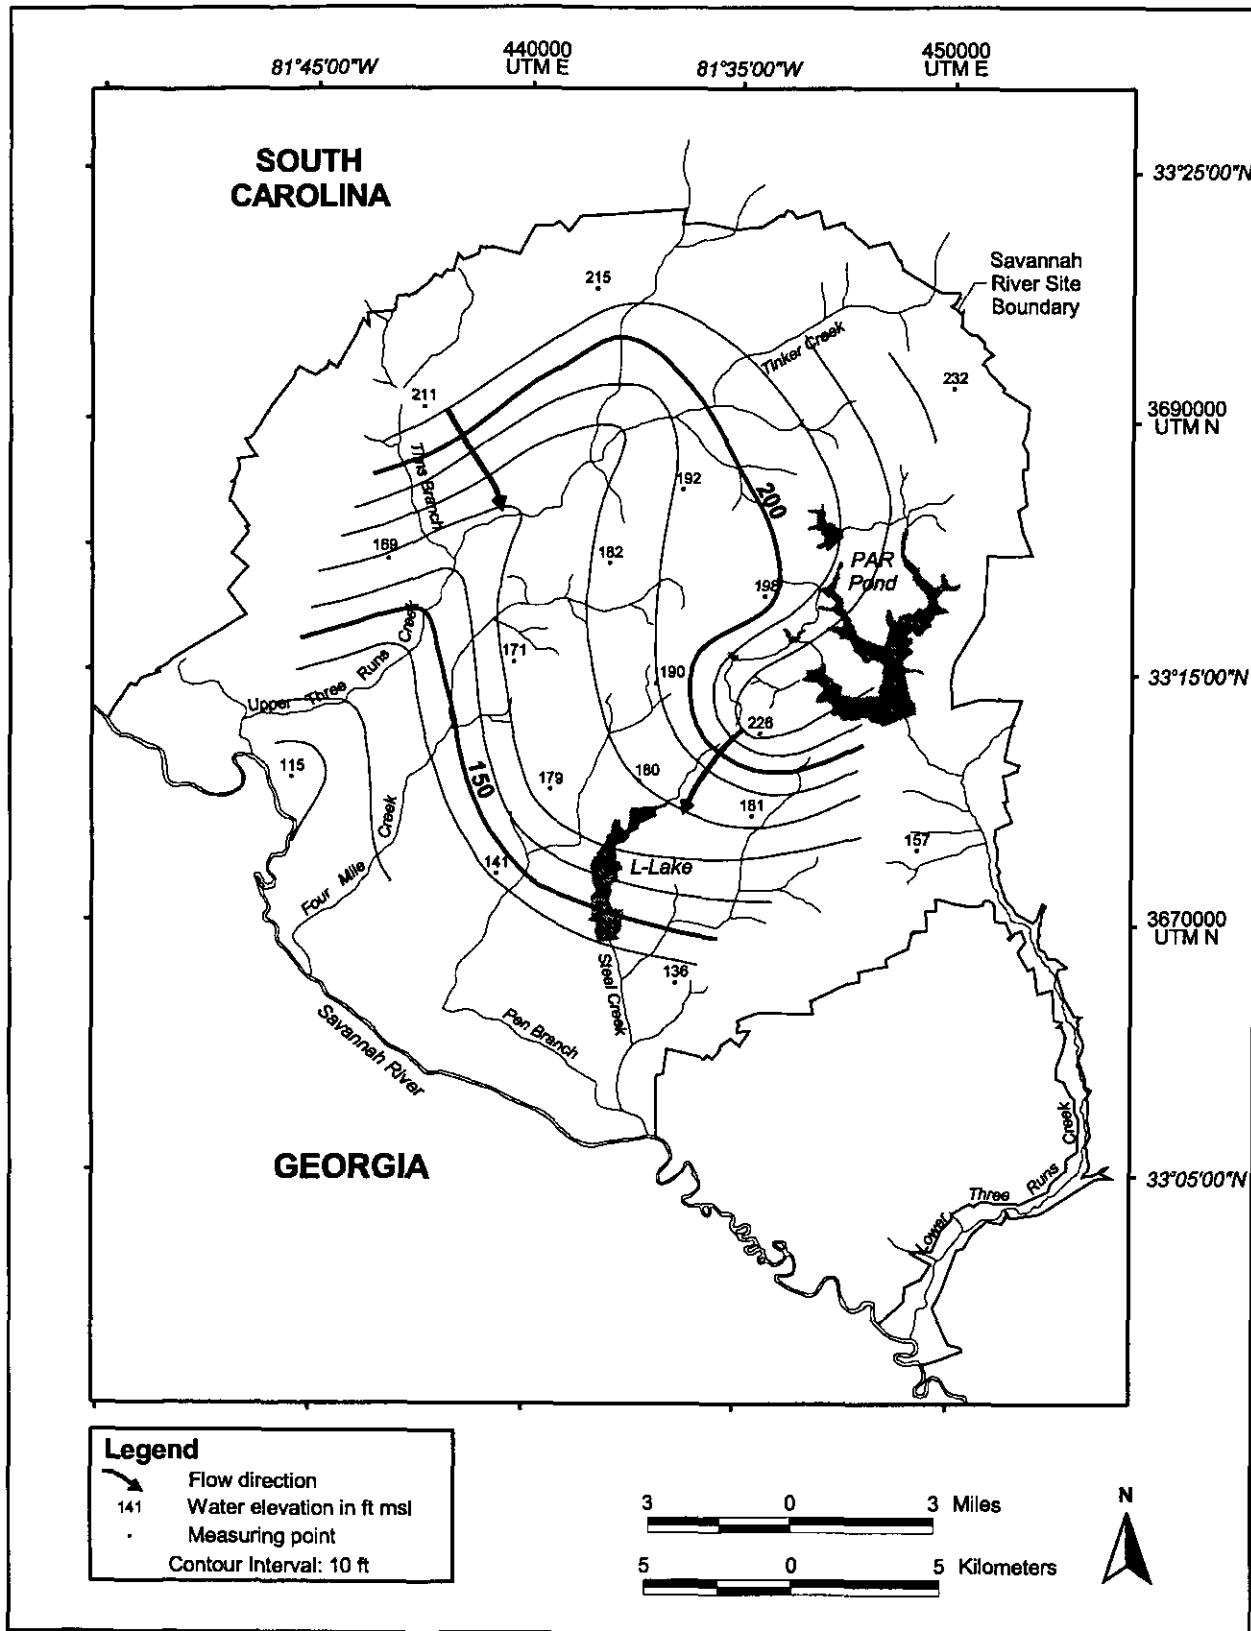 440000
UTM E
450000
UTM E
81°45'00"W
81°35'00"W
SOUTH
CAROLINA
33°25'00"N
Savannah
River Site
Boundary
215
Tinker Creek
232
211
3690000
UTM N
Tims Branch
192
200
169
182
PAR
Pond
198
Upper Three Runs Creek
171
190
33°15'00"N
226
115
150
179
180
181
157
Four Mile Creek
141
L-Lake
3670000
UTM N
136
Steel Creek
Pen Branch
Savannah River
GEORGIA
33°05'00"N
Lower Three Runs Creek
Legend
Flow direction
141 Water elevation in ft msl
Measuring point
Contour Interval: 10 ft
3 0 3 Miles
5 0 5 Kilometers
N